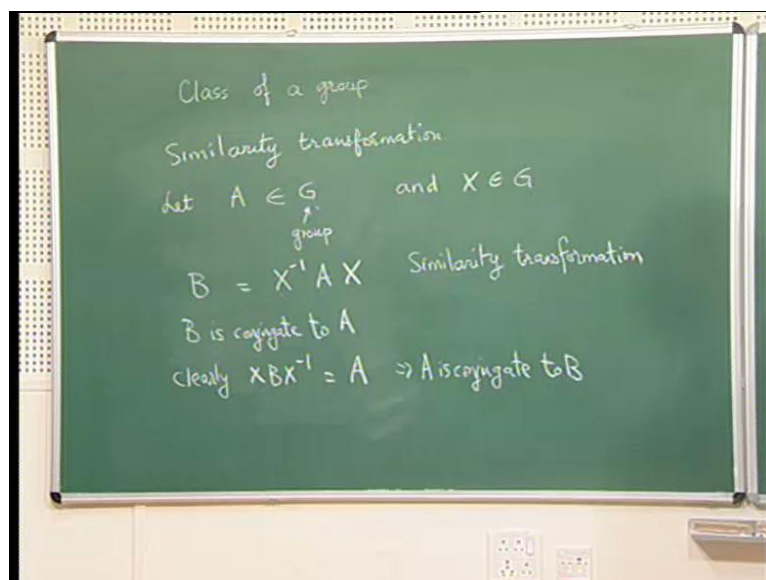 Class of a group
Similarity transformation
Let A ∈ G and X ∈ G
group
B = X⁻¹ A X Similarity transformation
B is conjugate to A
Clearly XBX⁻¹ = A ⇒ A is conjugate to B